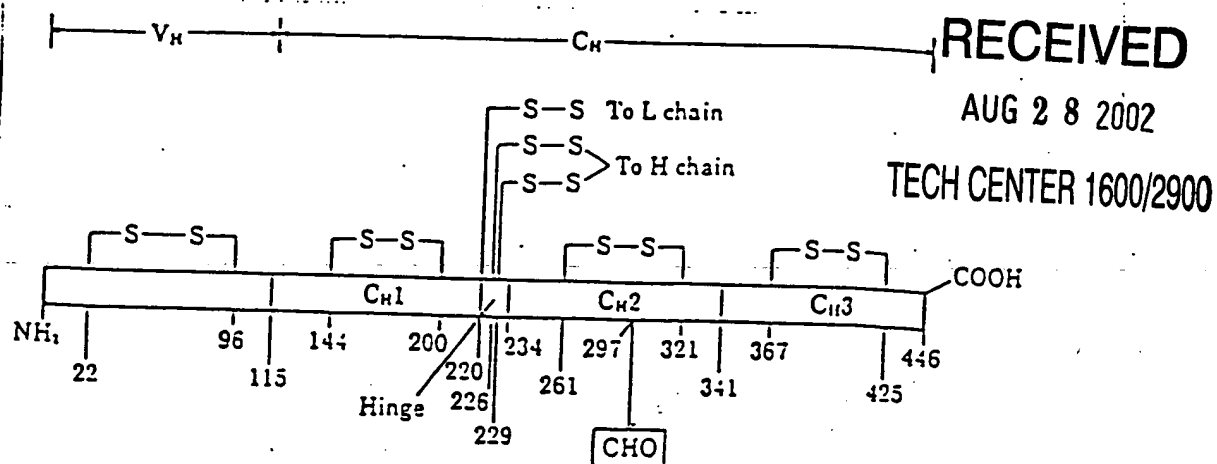 V_H C_H
RECEIVED
AUG 2 8 2002
TECH CENTER 1600/2900
S—S To L chain
S—S
S—S To H chain
S—S S—S S—S S—S
C_H1 C_H2 C_H3 COOH
NH₂ 22 96 115 144 200 220 226 229 234 261 297 321 341 367 425 446
Hinge
CHO